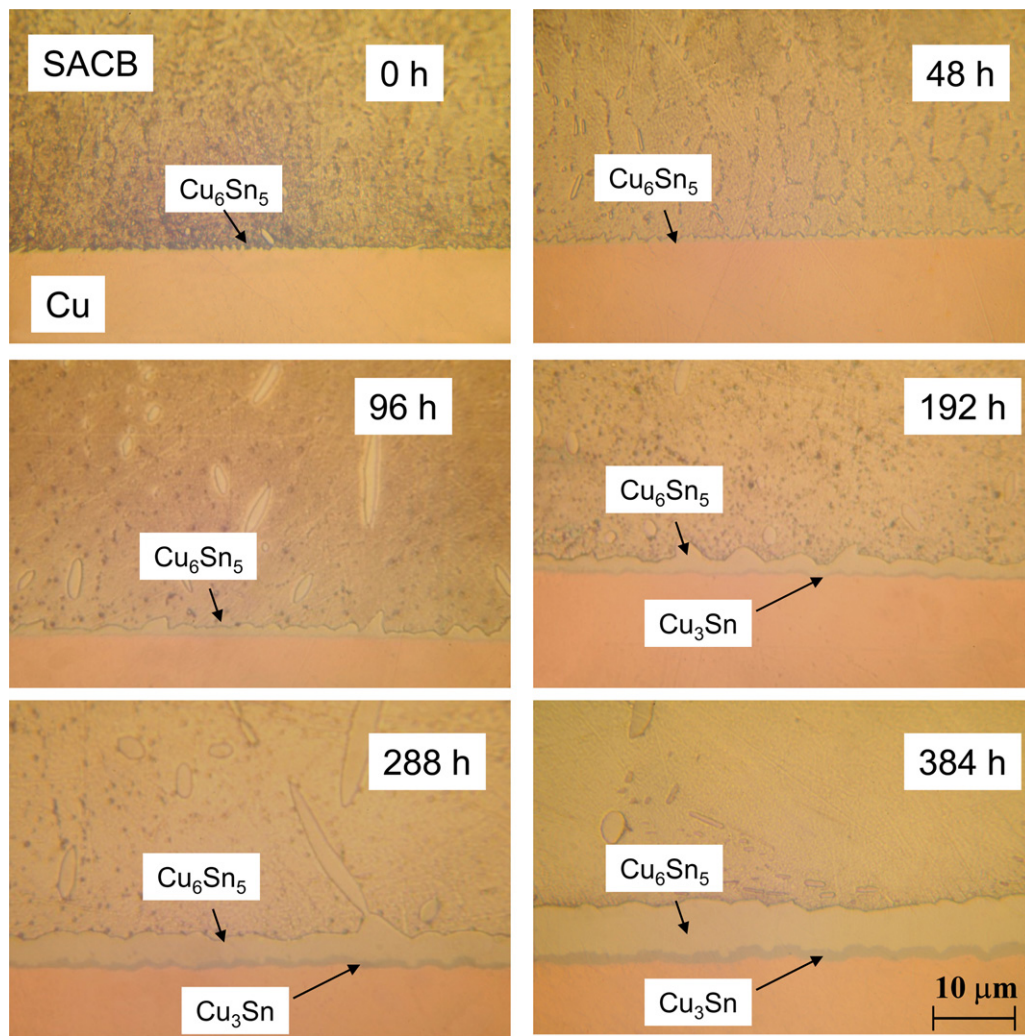 SACB
0 h
Cu₆Sn₅
Cu
48 h
Cu₆Sn₅
96 h
Cu₆Sn₅
192 h
Cu₆Sn₅
Cu₃Sn
288 h
Cu₆Sn₅
Cu₃Sn
384 h
Cu₆Sn₅
Cu₃Sn
10 μm